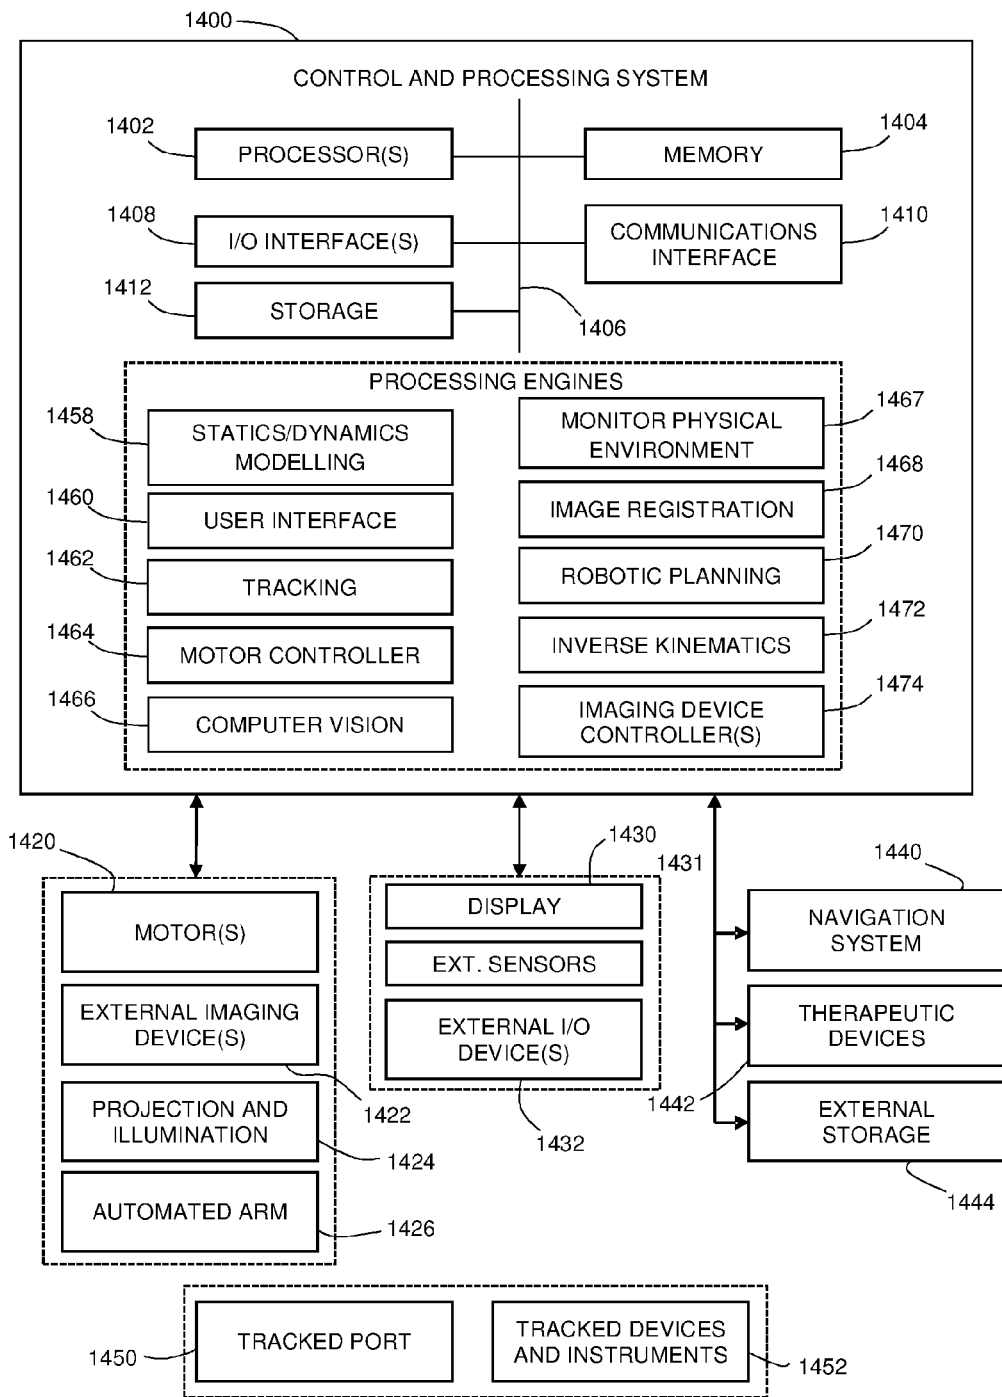 1400
CONTROL AND PROCESSING SYSTEM
1402
PROCESSOR(S)
1404
MEMORY
1408
I/O INTERFACE(S)
1410
COMMUNICATIONS
INTERFACE
1412
STORAGE
1406
PROCESSING ENGINES
1458
STATICS/DYNAMICS
MODELLING
1460
USER INTERFACE
1462
TRACKING
1464
MOTOR CONTROLLER
1466
COMPUTER VISION
1467
MONITOR PHYSICAL
ENVIRONMENT
1468
IMAGE REGISTRATION
1470
ROBOTIC PLANNING
1472
INVERSE KINEMATICS
1474
IMAGING DEVICE
CONTROLLER(S)
1420
MOTOR(S)
EXTERNAL IMAGING
DEVICE(S)
1422
PROJECTION AND
ILLUMINATION
1424
AUTOMATED ARM
1426
1430
DISPLAY
EXT. SENSORS
EXTERNAL I/O
DEVICE(S)
1432
1431
1440
NAVIGATION
SYSTEM
THERAPEUTIC
DEVICES
1442
EXTERNAL
STORAGE
1444
1450
TRACKED PORT
TRACKED DEVICES
AND INSTRUMENTS
1452